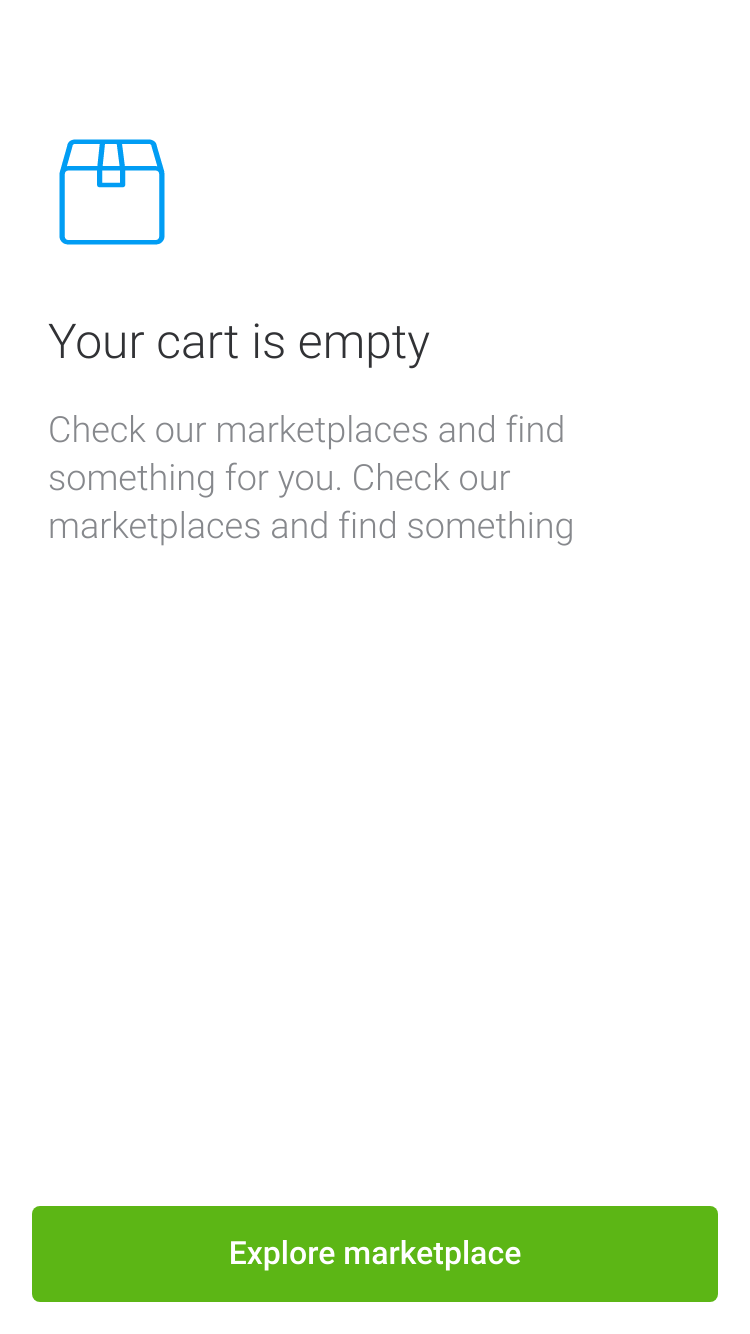 Your cart is empty
Check our marketplaces and find
something for you. Check our
marketplaces and find something
Explore marketplace